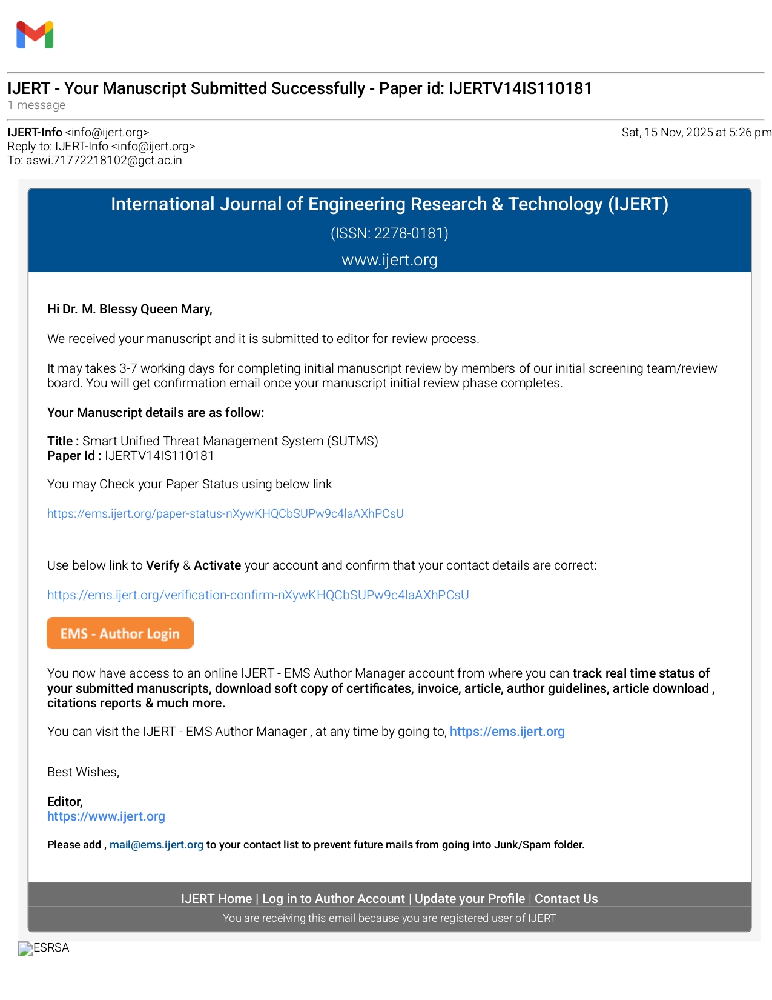 IJERT - Your Manuscript Submitted Successfully - Paper id: IJERTV14IS110181
1 message
IJERT-Info <info@ijert.org>
Sat, 15 Nov, 2025 at 5:26 pm
Reply to: IJERT-Info <info@ijert.org>
To: aswi.71772218102@gct.ac.in
International Journal of Engineering Research & Technology (IJERT)
(ISSN: 2278-0181)
www.ijert.org
Hi Dr. M. Blessy Queen Mary,
We received your manuscript and it is submitted to editor for review process.
It may takes 3-7 working days for completing initial manuscript review by members of our initial screening team/review
board. You will get confirmation email once your manuscript initial review phase completes.
Your Manuscript details are as follow:
Title : Smart Unified Threat Management System (SUTMS)
Paper Id : IJERTV14IS110181
You may Check your Paper Status using below link
https://ems.ijert.org/paper-status-nXywKHQCbSUPw9c4laAXhPCsU
Use below link to Verify & Activate your account and confirm that your contact details are correct:
https://ems.ijert.org/verification-confirm-nXywKHQCbSUPw9c4laAXhPCsU
EMS - Author Login
You now have access to an online IJERT - EMS Author Manager account from where you can track real time status of
your submitted manuscripts, download soft copy of certificates, invoice, article, author guidelines, article download ,
citations reports & much more.
You can visit the IJERT - EMS Author Manager , at any time by going to, https://ems.ijert.org
Best Wishes,
Editor,
https://www.ijert.org
Please add , mail@ems.ijert.org to your contact list to prevent future mails from going into Junk/Spam folder.
IJERT Home | Log in to Author Account | Update your Profile | Contact Us
You are receiving this email because you are registered user of IJERT
ESRSA